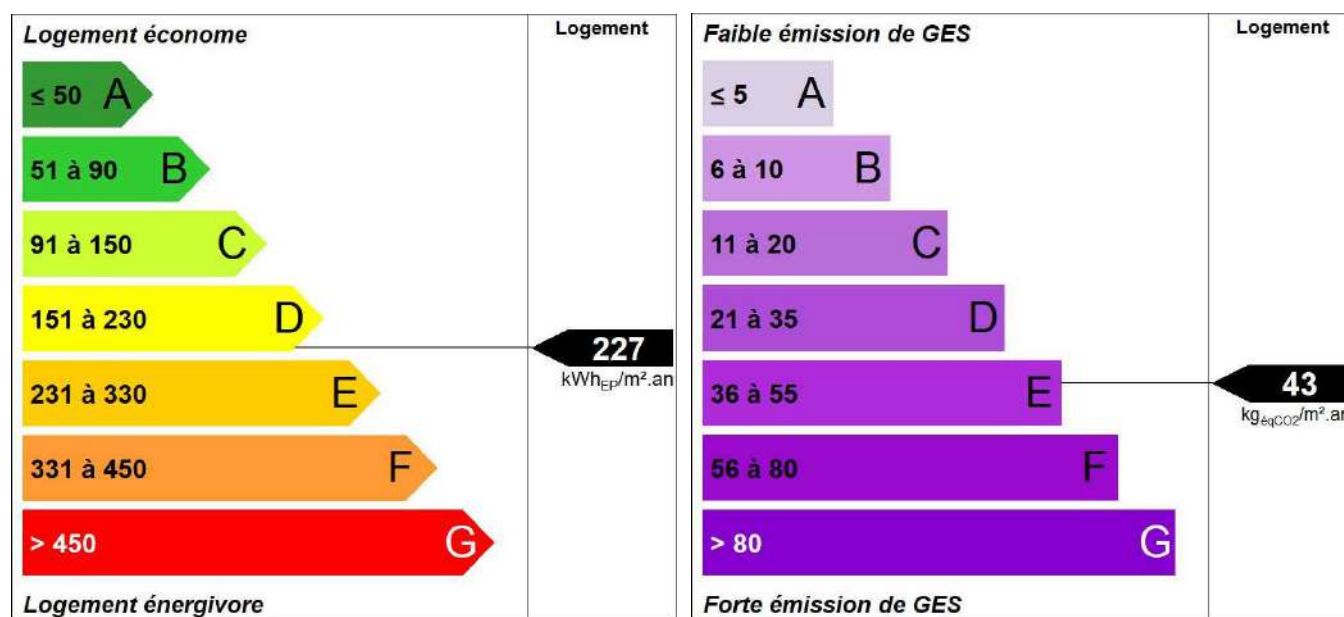 Logement économe
Logement
≤ 50 A
51 à 90 B
91 à 150 C
151 à 230 D
227
kWhEP/m².an
231 à 330 E
331 à 450 F
> 450 G
Logement énergivore
Faible émission de GES
Logement
≤ 5 A
6 à 10 B
11 à 20 C
21 à 35 D
36 à 55 E
43
kgéqCO2/m².an
56 à 80 F
> 80 G
Forte émission de GES